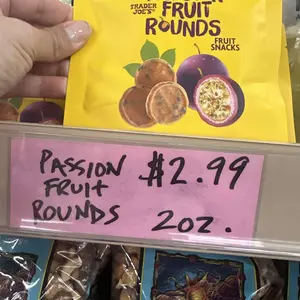 TRADER JOE'S
FRUIT
ROUNDS
FRUIT SNACKS
PASSION $2.99
FRUIT
ROUNDS 2oz.